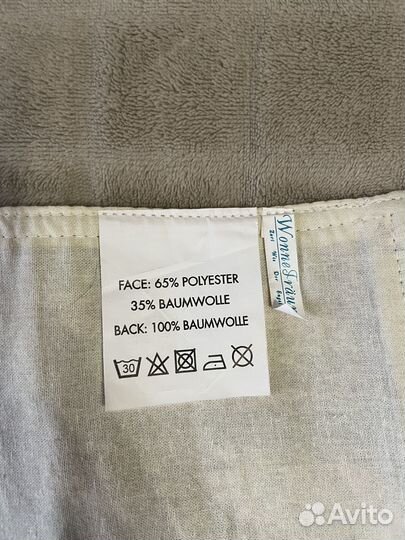 FACE: 65% POLYESTER
35% BAUMWOLLE
BACK: 100% BAUMWOLLE
30
Avito